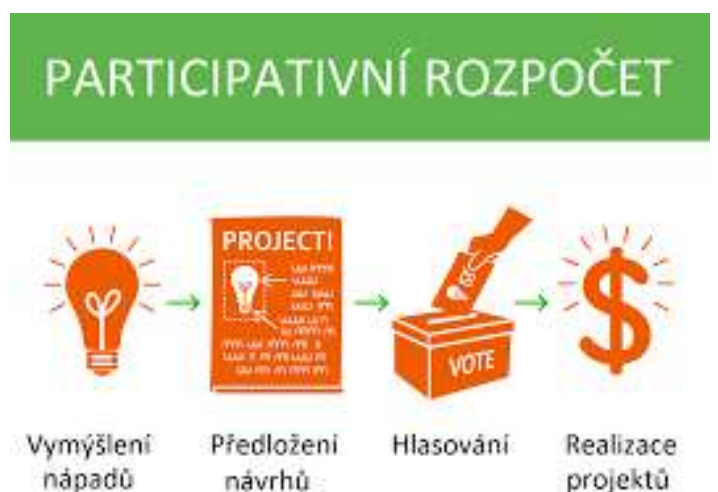 PARTICIPATIVNÍ ROZPOČET
PROJECT!
VOTE
Vymýšlení
nápadů
Předložení
návrhů
Hlasování
Realizace
projektů